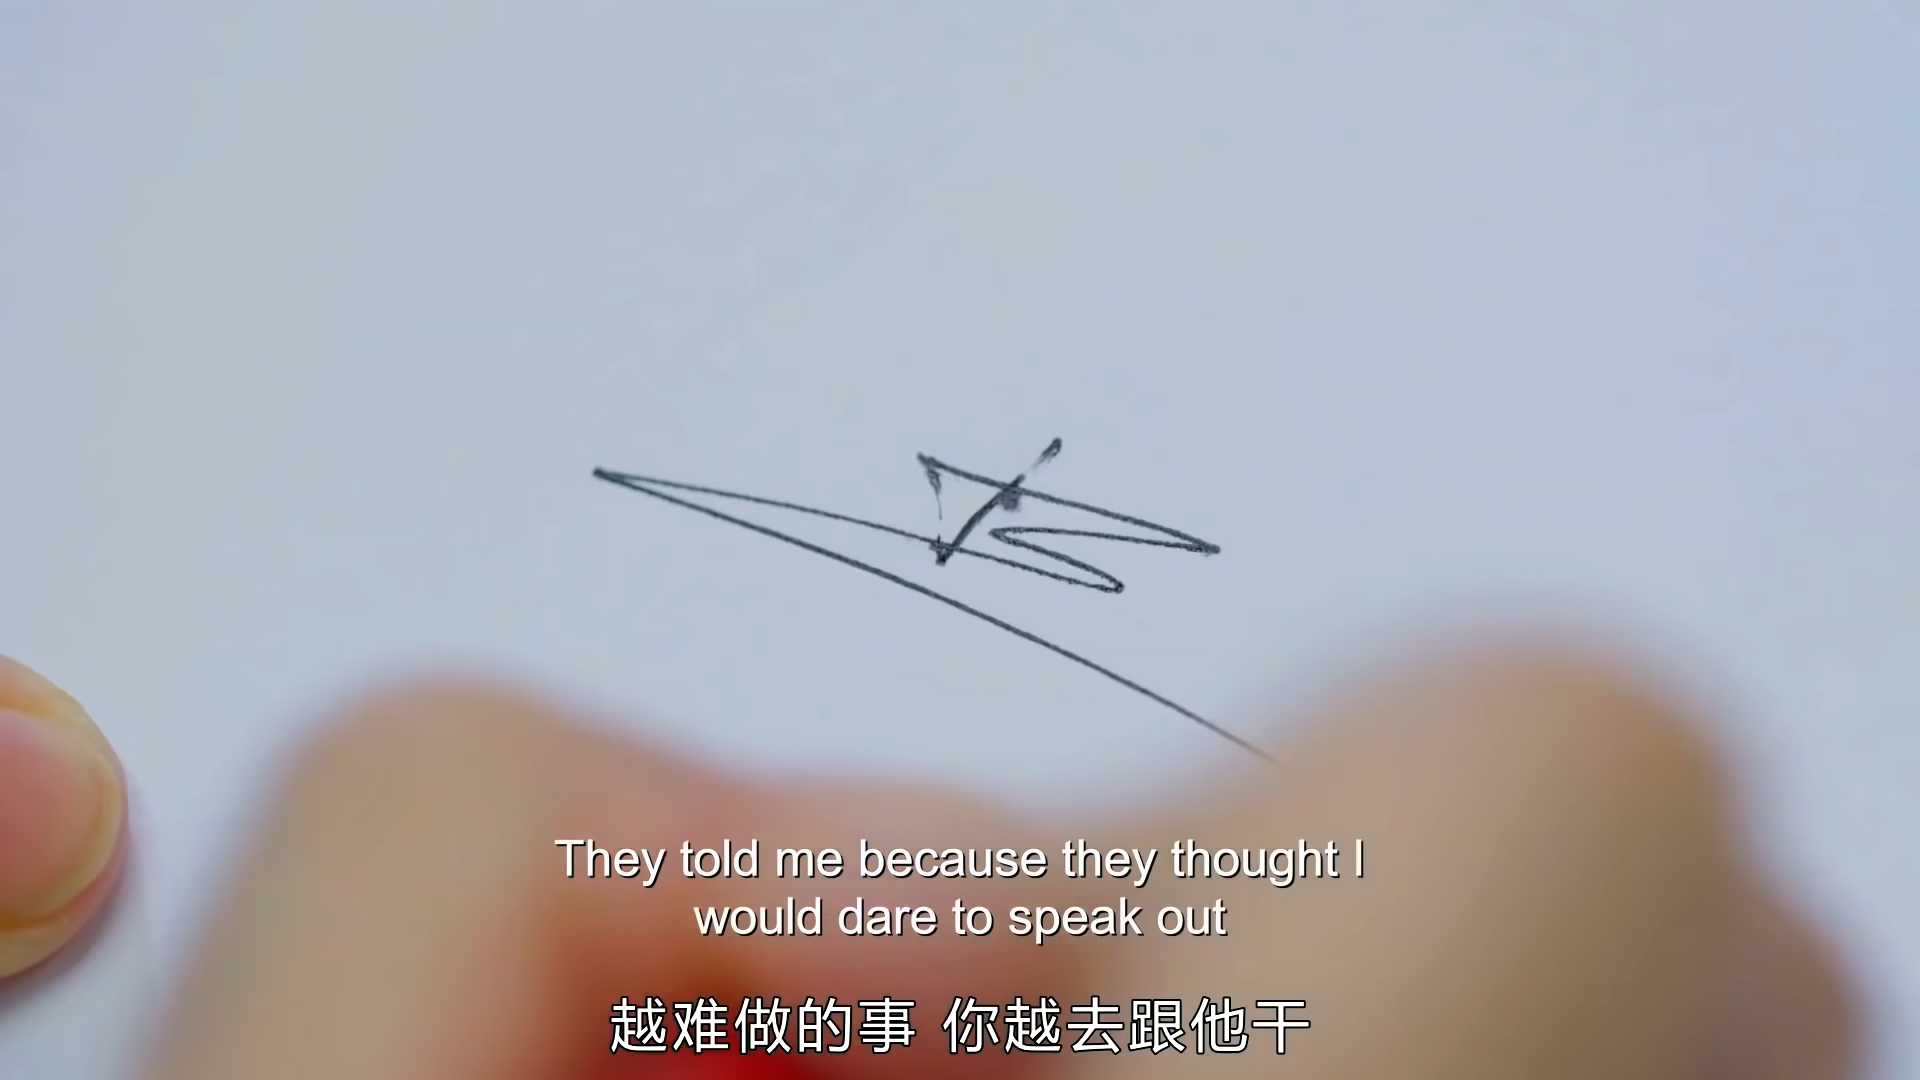 They told me because they thought I
would dare to speak out
越难做的事 你越去跟他干